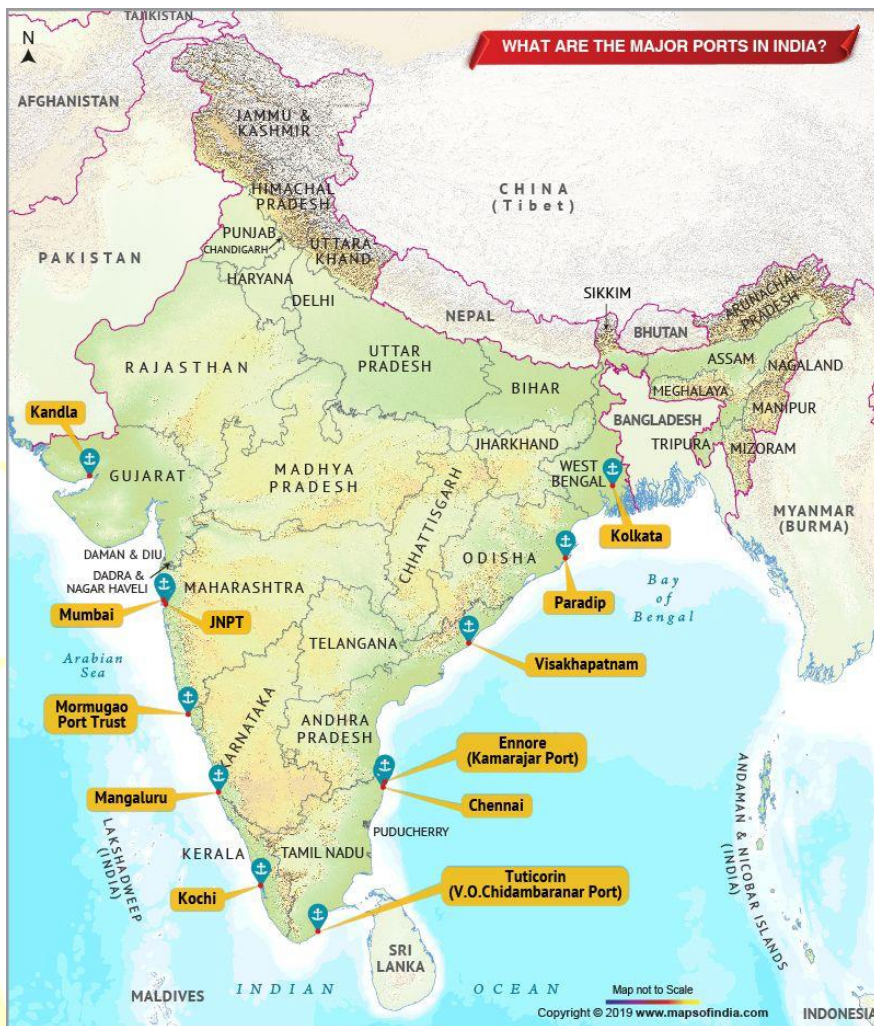 TAJIKISTAN
N
WHAT ARE THE MAJOR PORTS IN INDIA?
AFGHANISTAN
JAMMU &
KASHMIR
CHINA
(Tibet)
HIMACHAL
PRADESH
PUNJAB
CHANDIGARH
UTTARA
KHAND
PAKISTAN
HARYANA
DELHI
SIKKIM
ARUNACHAL
PRADESH
NEPAL
BHUTAN
RAJASTHAN
UTTAR
PRADESH
ASSAM
NAGALAND
BIHAR
MEGHALAYA
MANIPUR
Kandla
BANGLADESH
JHARKHAND
TRIPURA
MIZORAM
GUJARAT
MADHYA
PRADESH
WEST
BENGAL
MYANMAR
(BURMA)
CHHATTISGARH
Kolkata
DAMAN & DIU
ODISHA
DADRA &
NAGAR HAVELI
MAHARASHTRA
Paradip
Bay
of
Bengal
Mumbai
JNPT
TELANGANA
Visakhapatnam
Arabian
Sea
Mormugao
Port Trust
KARNATAKA
ANDHRA
PRADESH
Ennore
(Kamarajar Port)
Mangaluru
Chennai
PUDUCHERRY
LAKSHADWEEP
(INDIA)
ANDAMAN & NICOBAR ISLANDS
(INDIA)
KERALA
TAMIL NADU
Kochi
Tuticorin
(V.O.Chidambaranar Port)
SRI
LANKA
MALDIVES
INDIAN OCEAN
Map not to Scale
Copyright © 2019 www.mapsofindia.com
INDONESIA